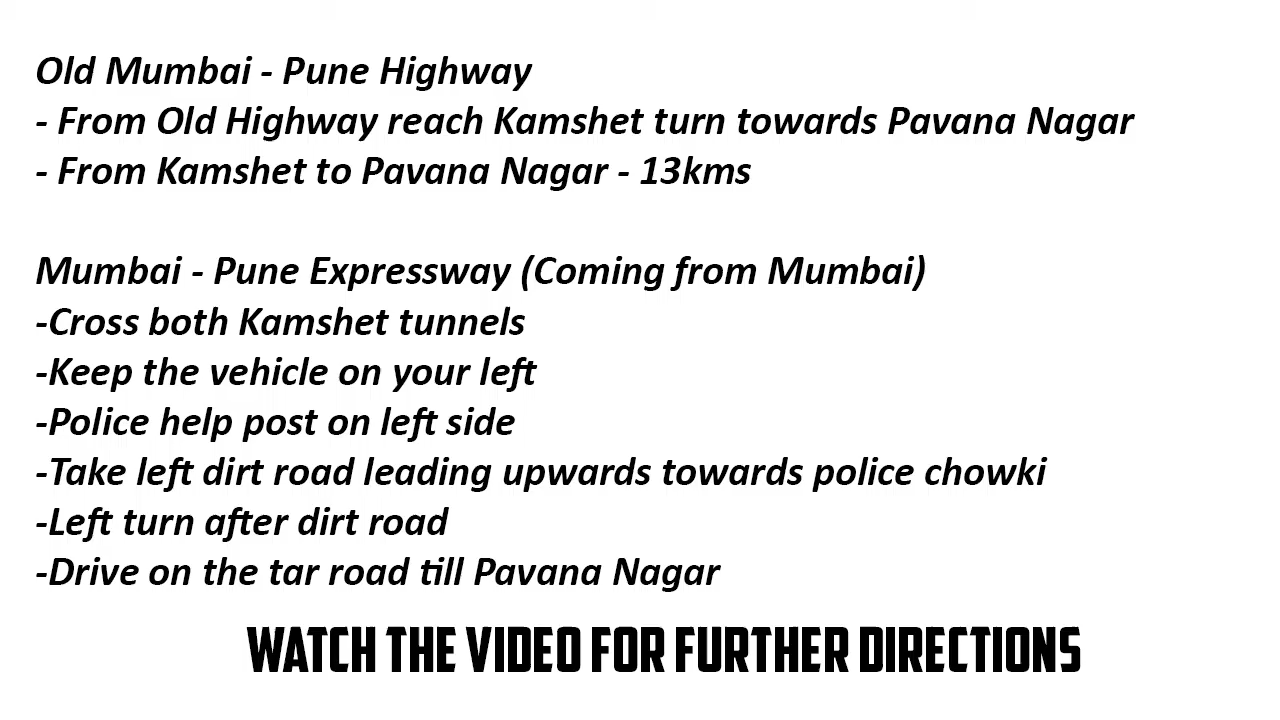 Old Mumbai - Pune Highway
- From Old Highway reach Kamshet turn towards Pavana Nagar
- From Kamshet to Pavana Nagar - 13kms
Mumbai - Pune Expressway (Coming from Mumbai)
-Cross both Kamshet tunnels
-Keep the vehicle on your left
-Police help post on left side
-Take left dirt road leading upwards towards police chowki
-Left turn after dirt road
-Drive on the tar road till Pavana Nagar
WATCH THE VIDEO FOR FURTHER DIRECTIONS